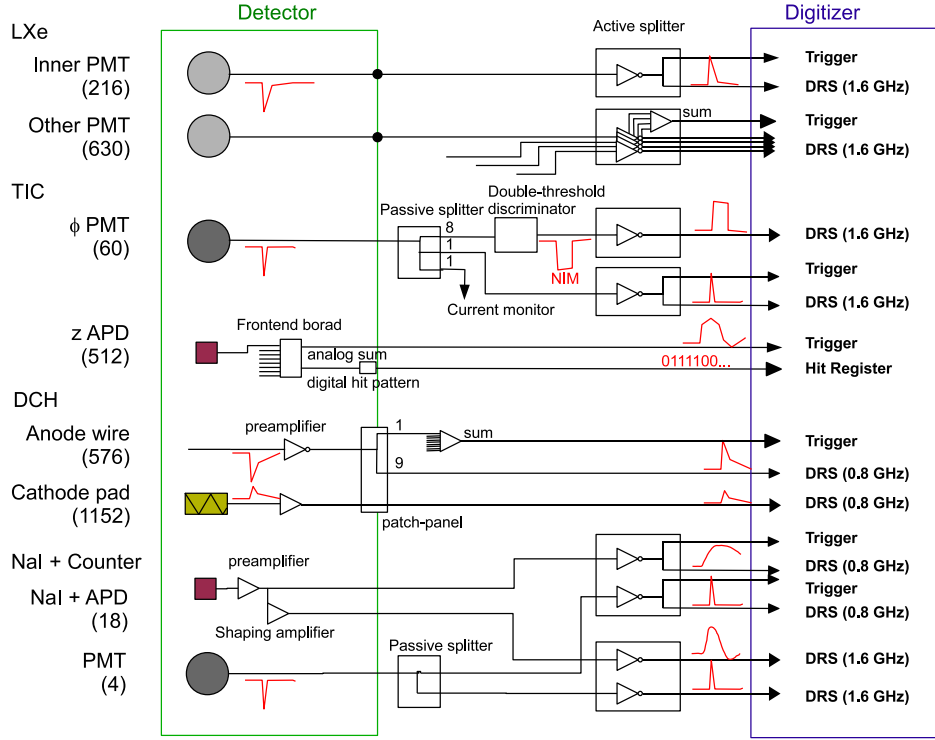 Detector
Digitizer
LXe
Active splitter
Inner PMT
(216)
Trigger
DRS (1.6 GHz)
Other PMT
(630)
sum
Trigger
DRS (1.6 GHz)
TIC
Double-threshold
discriminator
Passive splitter
φ PMT
(60)
8
1
1
NIM
Current monitor
DRS (1.6 GHz)
Trigger
DRS (1.6 GHz)
z APD
(512)
Frontend borad
analog sum
digital hit pattern
0111100...
Trigger
Hit Register
DCH
Anode wire
(576)
preamplifier
1
9
sum
Trigger
DRS (0.8 GHz)
Cathode pad
(1152)
patch-panel
DRS (0.8 GHz)
NaI + Counter
NaI + APD
(18)
preamplifier
Shaping amplifier
Trigger
DRS (0.8 GHz)
Trigger
DRS (0.8 GHz)
PMT
(4)
Passive splitter
DRS (1.6 GHz)
DRS (1.6 GHz)